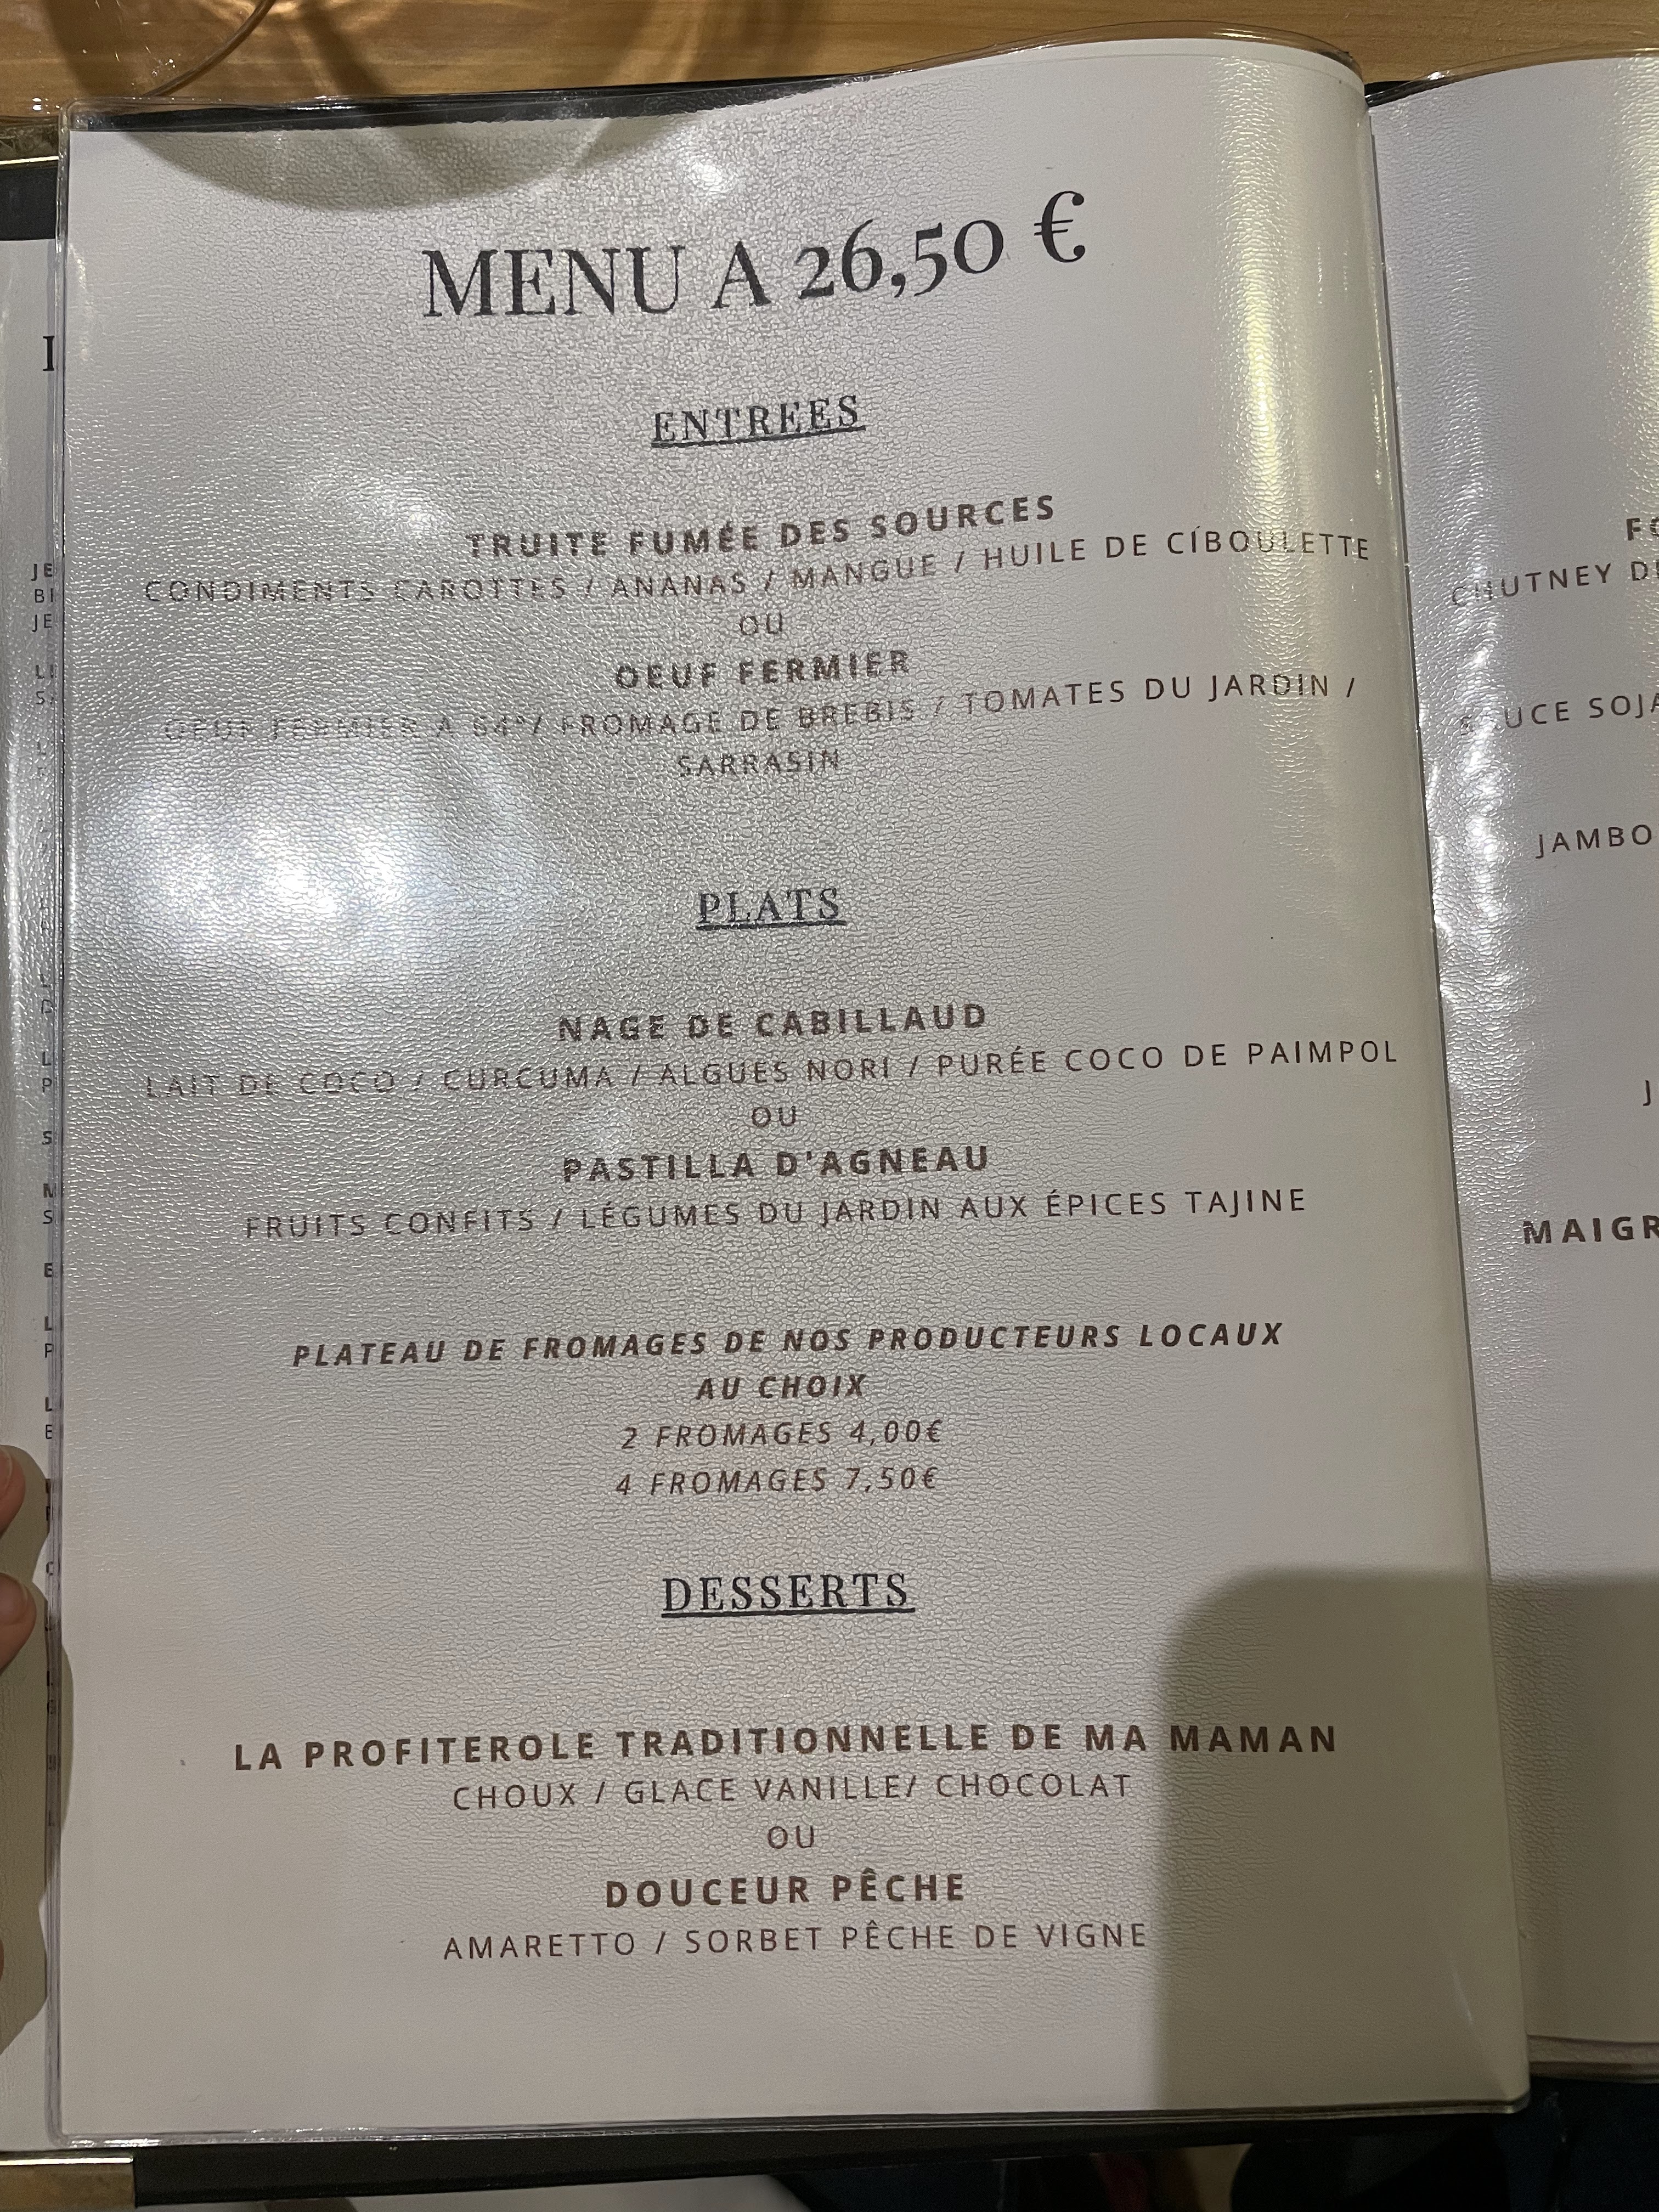 MENU A 26,50 €
ENTREES
TRUITE FUMÉE DES SOURCES
CONDIMENTS CAROTTES / ANANAS / MANGUE / HUILE DE CÍBOULETTE
OU
OEUF FERMIER
OEUF FERMIER A 64°/ FROMAGE DE BREBIS / TOMATES DU JARDIN /
SARRASIN
PLATS
NAGE DE CABILLAUD
LAIT DE COCO / CURCUMA / ALGUES NORI / PURÉE COCO DE PAIMPOL
OU
PASTILLA D'AGNEAU
FRUITS CONFITS / LÉGUMES DU JARDIN AUX ÉPICES TAJINE
PLATEAU DE FROMAGES DE NOS PRODUCTEURS LOCAUX
AU CHOIX
2 FROMAGES 4,00€
4 FROMAGES 7,50€
DESSERTS
LA PROFITEROLE TRADITIONNELLE DE MA MAMAN
CHOUX / GLACE VANILLE/ CHOCOLAT
OU
DOUCEUR PÊCHE
AMARETTO / SORBET PÊCHE DE VIGNE
CHUTNEY
JAMBO
MAIGR